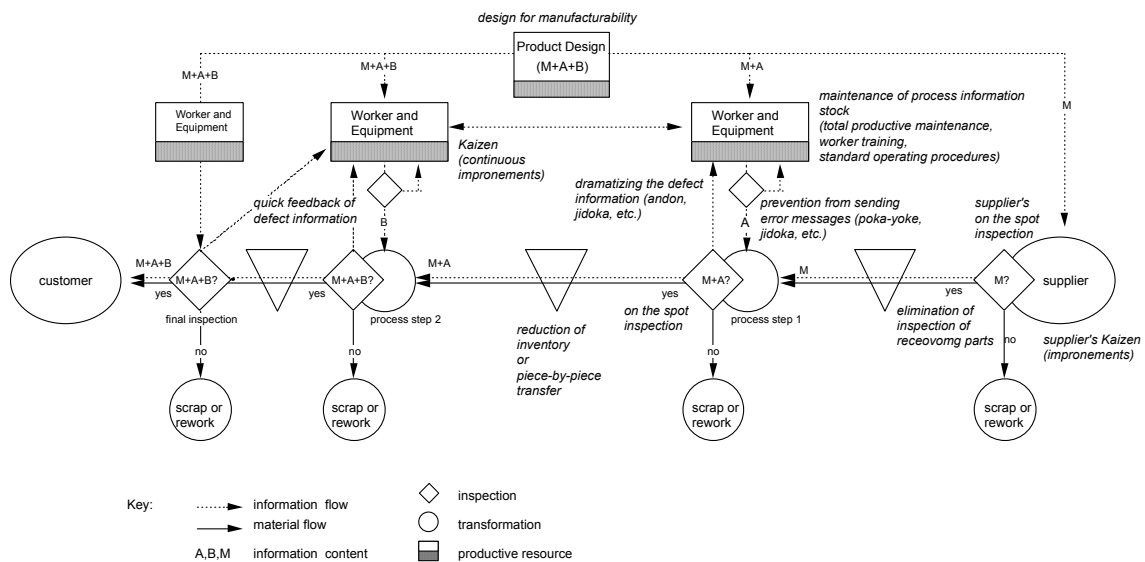 design for manufacturability
Product Design
(M+A+B)
M+A+B
M+A+B
M+A
M
Worker and
Equipment
Worker and
Equipment
Worker and
Equipment
maintenance of process information
stock
(total productive maintenance,
worker training,
standard operating procedures)
Kaizen
(continuous
impronements)
dramatizing the defect
information (andon,
jidoka, etc.)
prevention from sending
error messages (poka-yoke,
jidoka, etc.)
supplier's
on the spot
inspection
quick feedback of
defect information
B
A
customer
M+A+B
yes
M+A+B?
final inspection
yes
M+A+B?
process step 2
M+A
yes
M+A?
process step 1
M
yes
M?
supplier
on the spot
inspection
reduction of
inventory
or
piece-by-piece
transfer
elimination of
inspection of
receovomg parts
supplier's Kaizen
(impronements)
no
no
no
no
scrap or
rework
scrap or
rework
scrap or
rework
scrap or
rework
Key:
information flow
material flow
A,B,M information content
inspection
transformation
productive resource